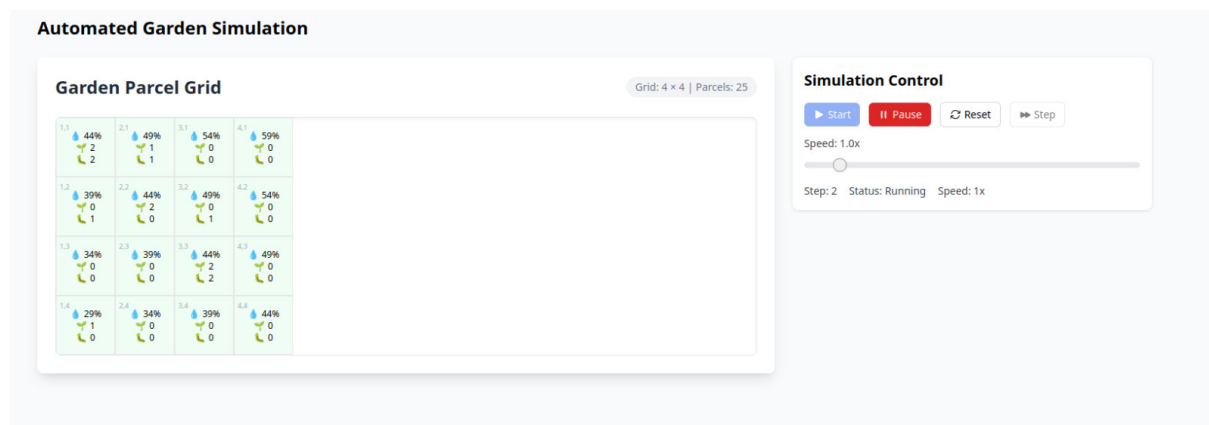 Automated Garden Simulation
Garden Parcel Grid
Grid: 4 × 4 | Parcels: 25
1,1 44% 2 2
2,1 49% 1 1
3,1 54% 0 0
4,1 59% 0 0
1,2 39% 0 1
2,2 44% 2 0
3,2 49% 0 1
4,2 54% 0 0
1,3 34% 0 0
2,3 39% 0 0
3,3 44% 2 2
4,3 49% 0 0
1,4 29% 1 0
2,4 34% 0 0
3,4 39% 0 0
4,4 44% 0 0
Simulation Control
Start Pause Reset Step
Speed: 1.0x
Step: 2 Status: Running Speed: 1x